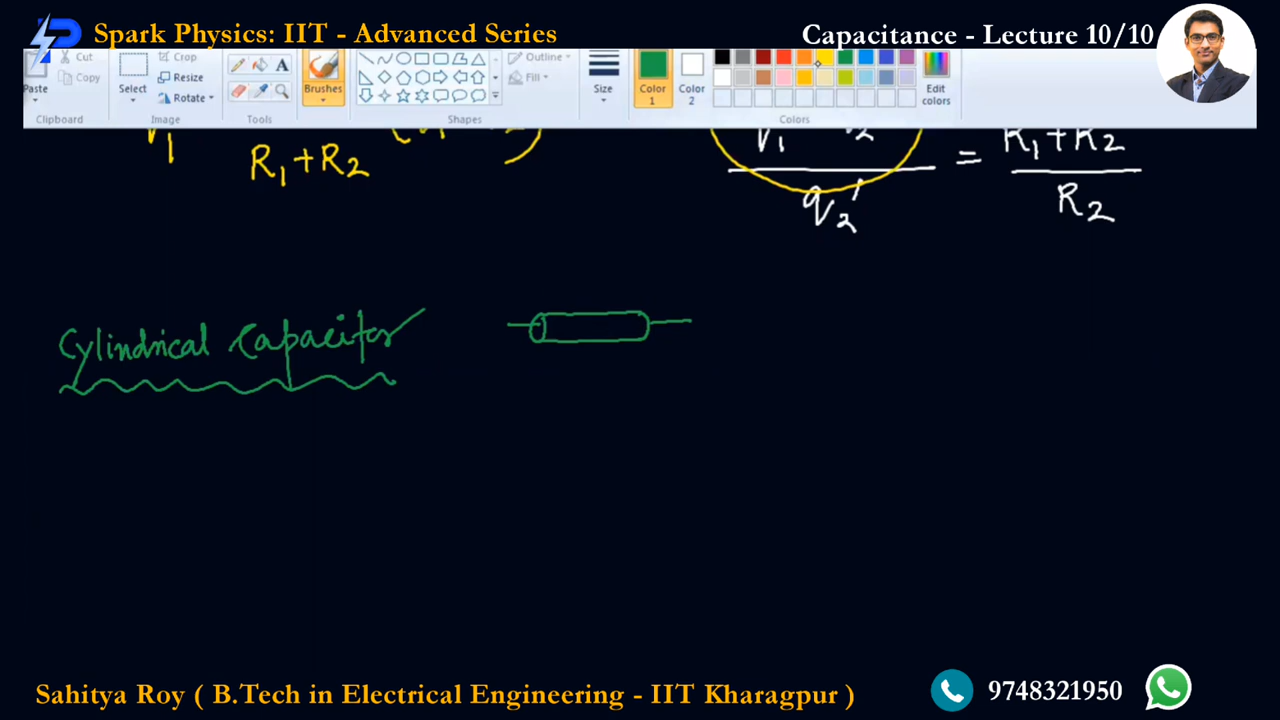 Spark Physics: IIT - Advanced Series
Capacitance - Lecture 10/10
Paste
Cut
Copy
Clipboard
Select
Crop
Resize
Rotate
Image
Tools
Brushes
Shapes
Outline
Fill
Size
Color 1
Color 2
Edit colors
Colors
R1 + R2
q2' = R1 + R2
R2
Cylindrical Capacitor
Sahitya Roy ( B.Tech in Electrical Engineering - IIT Kharagpur )
9748321950